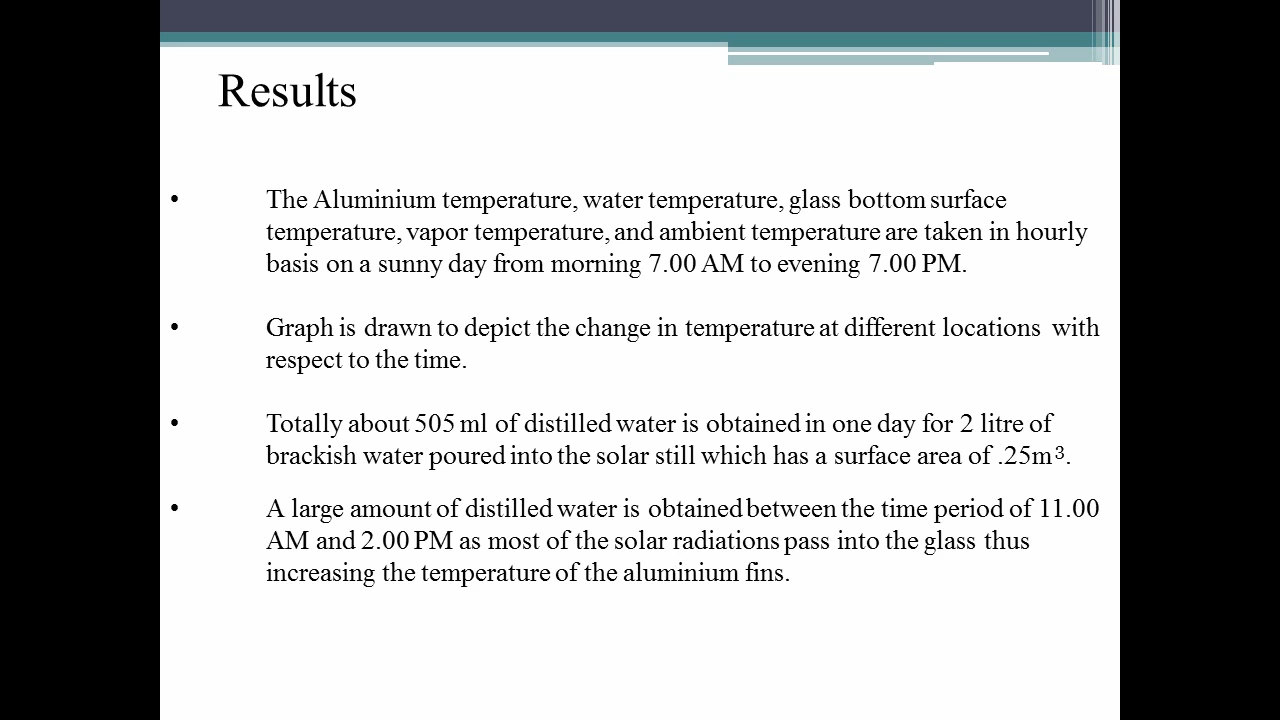 Results
• The Aluminium temperature, water temperature, glass bottom surface
temperature, vapor temperature, and ambient temperature are taken in hourly
basis on a sunny day from morning 7.00 AM to evening 7.00 PM.
• Graph is drawn to depict the change in temperature at different locations with
respect to the time.
• Totally about 505 ml of distilled water is obtained in one day for 2 litre of
brackish water poured into the solar still which has a surface area of .25m³.
• A large amount of distilled water is obtained between the time period of 11.00
AM and 2.00 PM as most of the solar radiations pass into the glass thus
increasing the temperature of the aluminium fins.